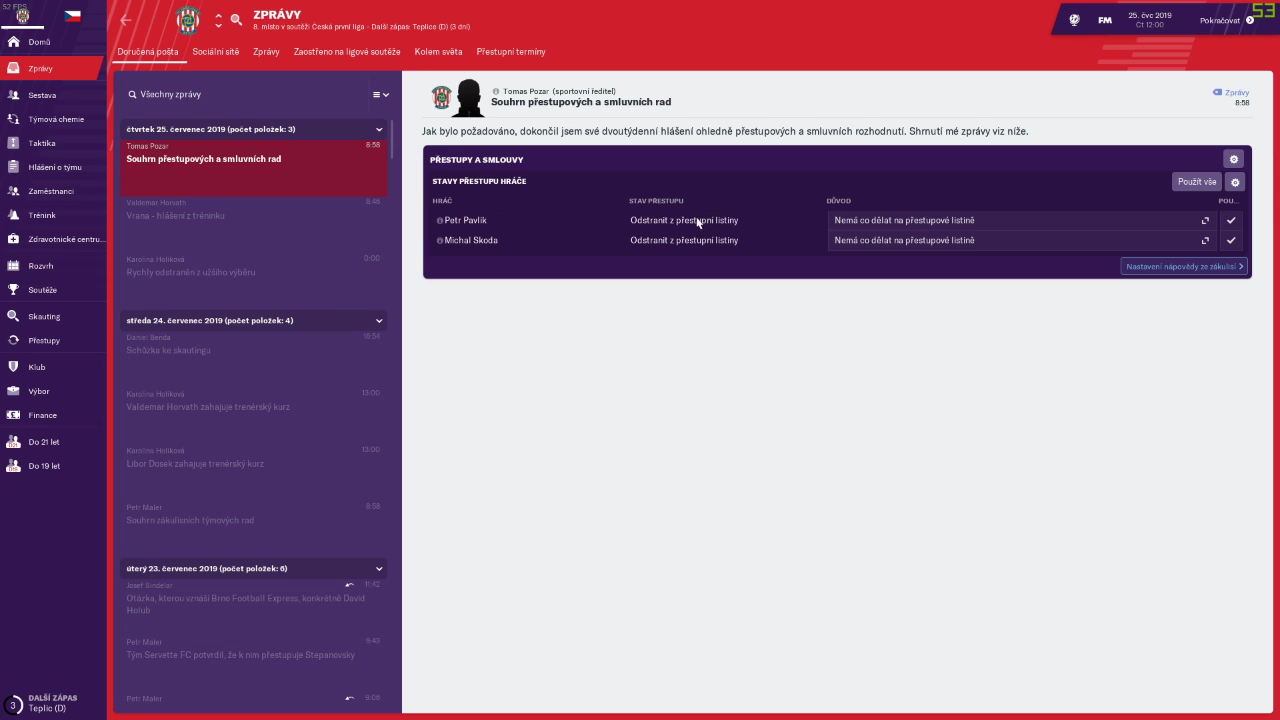 52 FPS
Domů
Zprávy
Sestava
Týmová chemie
Taktika
Hlášení o týmu
Zaměstnanci
Trénink
Zdravotnické centru...
Rozvrh
Soutěže
Skauting
Přestupy
Klub
Výbor
Finance
Do 21 let
Do 19 let
3
DALŠÍ ZÁPAS
Teplic (D)
ZPRÁVY
8. místo v soutěži Česká první liga - Další zápas: Teplice (D) (3 dní)
FM
25. čvc 2019
Čt 12:00
Pokračovat
53
Doručená pošta
Sociální sítě
Zprávy
Zaostřeno na ligové soutěže
Kolem světa
Přestupní termíny
Všechny zprávy
čtvrtek 25. červenec 2019 (počet položek: 3)
Tomas Pozar 8:58
Souhrn přestupových a smluvních rad
Valdemar Horvath 8:48
Vrana - hlášení z tréninku
Karolína Holíková 0:00
Rychly odstraněn z užšího výběru
středa 24. červenec 2019 (počet položek: 4)
Daniel Benda 16:54
Schůzka ke skautingu
Karolína Holíková 13:00
Valdemar Horvath zahajuje trenérský kurz
Karolína Holíková 13:00
Libor Dosek zahajuje trenérský kurz
Petr Maler 8:58
Souhrn zákulisních týmových rad
úterý 23. červenec 2019 (počet položek: 6)
Josef Sindelar 11:42
Otázka, kterou vznáší Brno Football Express, konkrétně David
Holub
Petr Maler 9:43
Tým Servette FC potvrdil, že k nim přestupuje Stepanovsky
Petr Maler 9:08
Tomas Pozar (sportovní ředitel)
Souhrn přestupových a smluvních rad
Zprávy
8:58
Jak bylo požadováno, dokončil jsem své dvoutýdenní hlášení ohledně přestupových a smluvních rozhodnutí. Shrnutí mé zprávy viz níže.
PŘESTUPY A SMLOUVY
STAVY PŘESTUPU HRÁČE
Použít vše
HRÁČ STAV PŘESTUPU DŮVOD POU...
Petr Pavlík Odstranit z přestupní listiny Nemá co dělat na přestupové listině
Michal Skoda Odstranit z přestupní listiny Nemá co dělat na přestupové listině
Nastavení nápovědy ze zákulisí